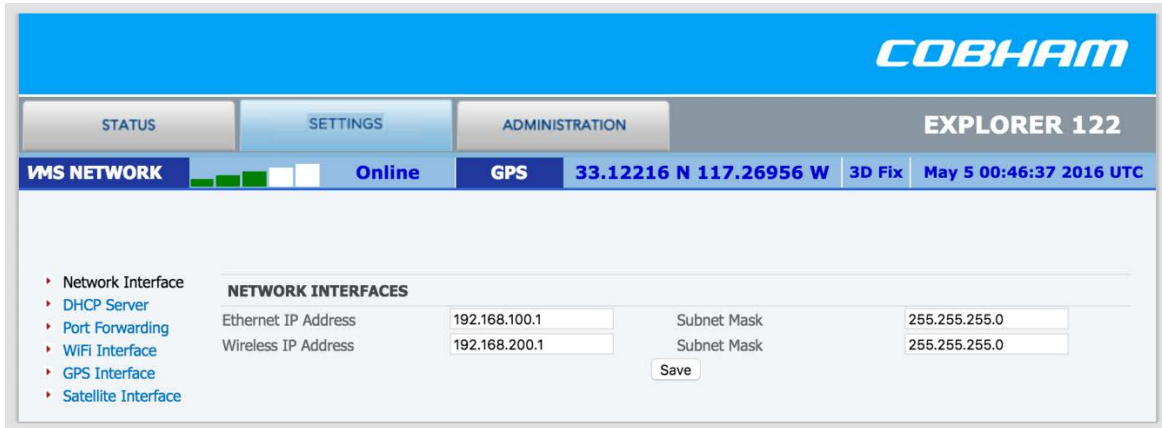 COBHAM
STATUS SETTINGS ADMINISTRATION EXPLORER 122
VMS NETWORK Online GPS 33.12216 N 117.26956 W 3D Fix May 5 00:46:37 2016 UTC
Network Interface
DHCP Server
Port Forwarding
WiFi Interface
GPS Interface
Satellite Interface
NETWORK INTERFACES
Ethernet IP Address 192.168.100.1 Subnet Mask 255.255.255.0
Wireless IP Address 192.168.200.1 Subnet Mask 255.255.255.0
Save